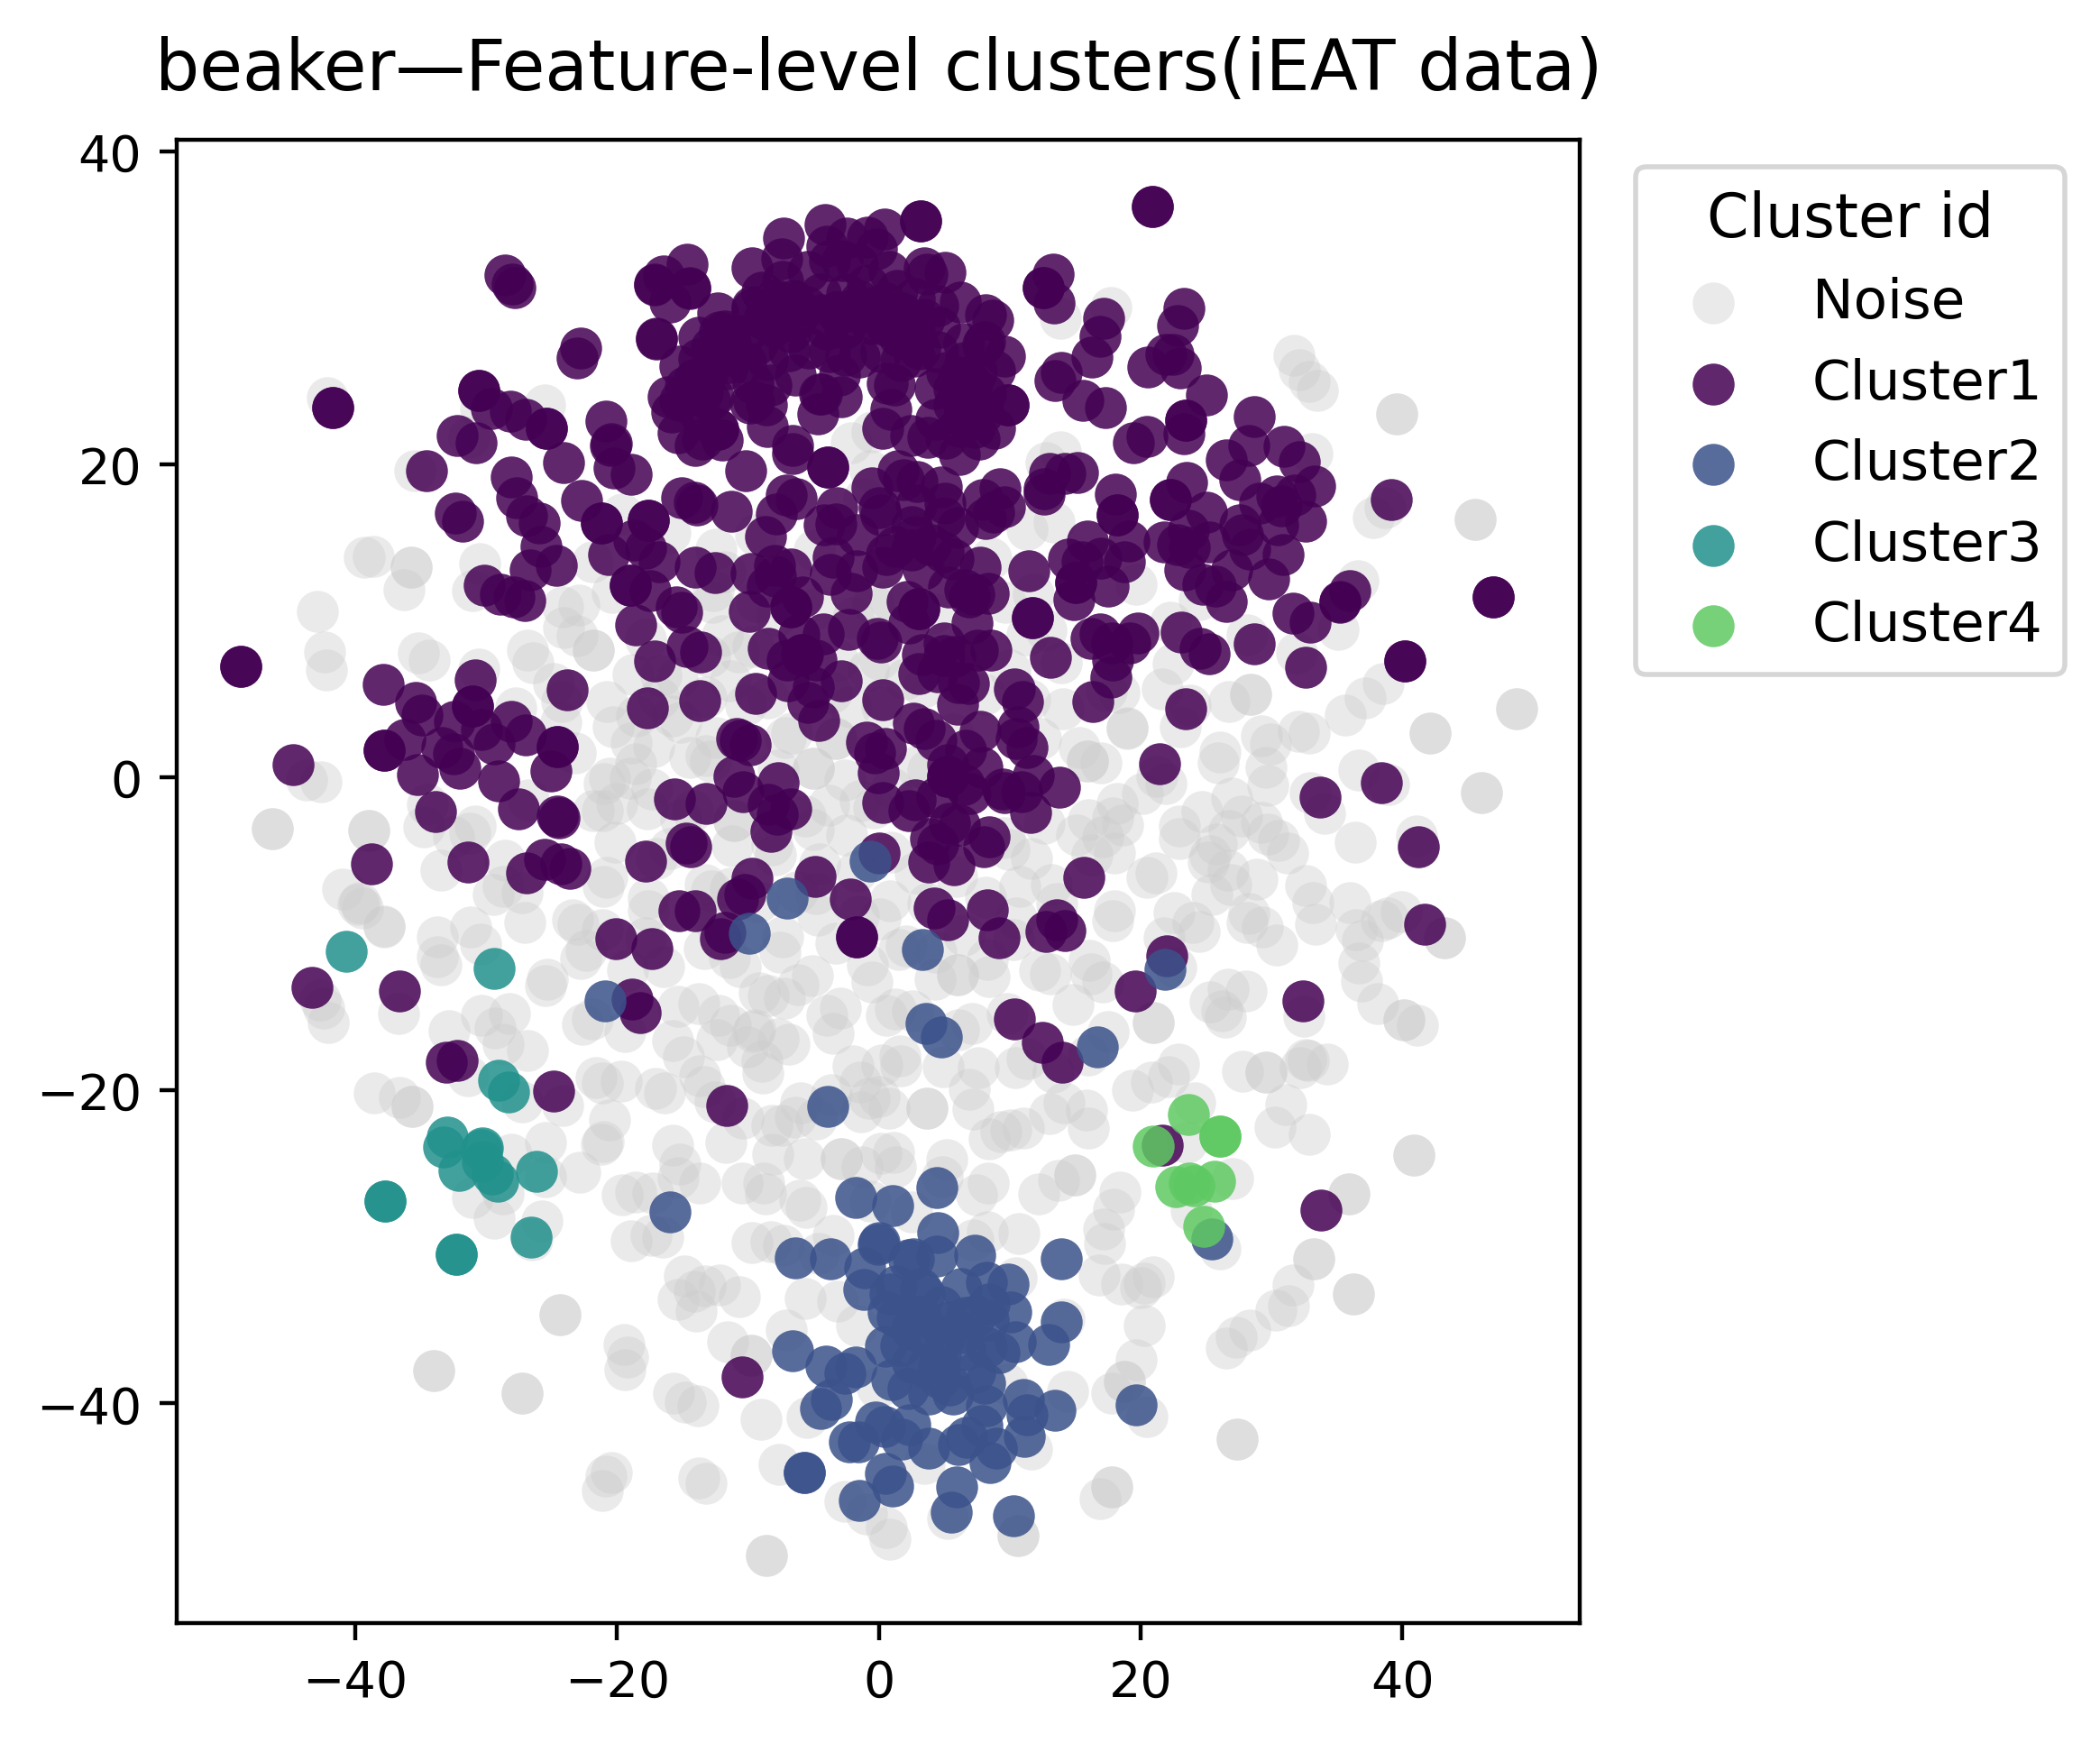 beaker—Feature-level clusters(iEAT data)
40
20
0
−20
−40
−40 −20 0 20 40
Cluster id
Noise
Cluster1
Cluster2
Cluster3
Cluster4